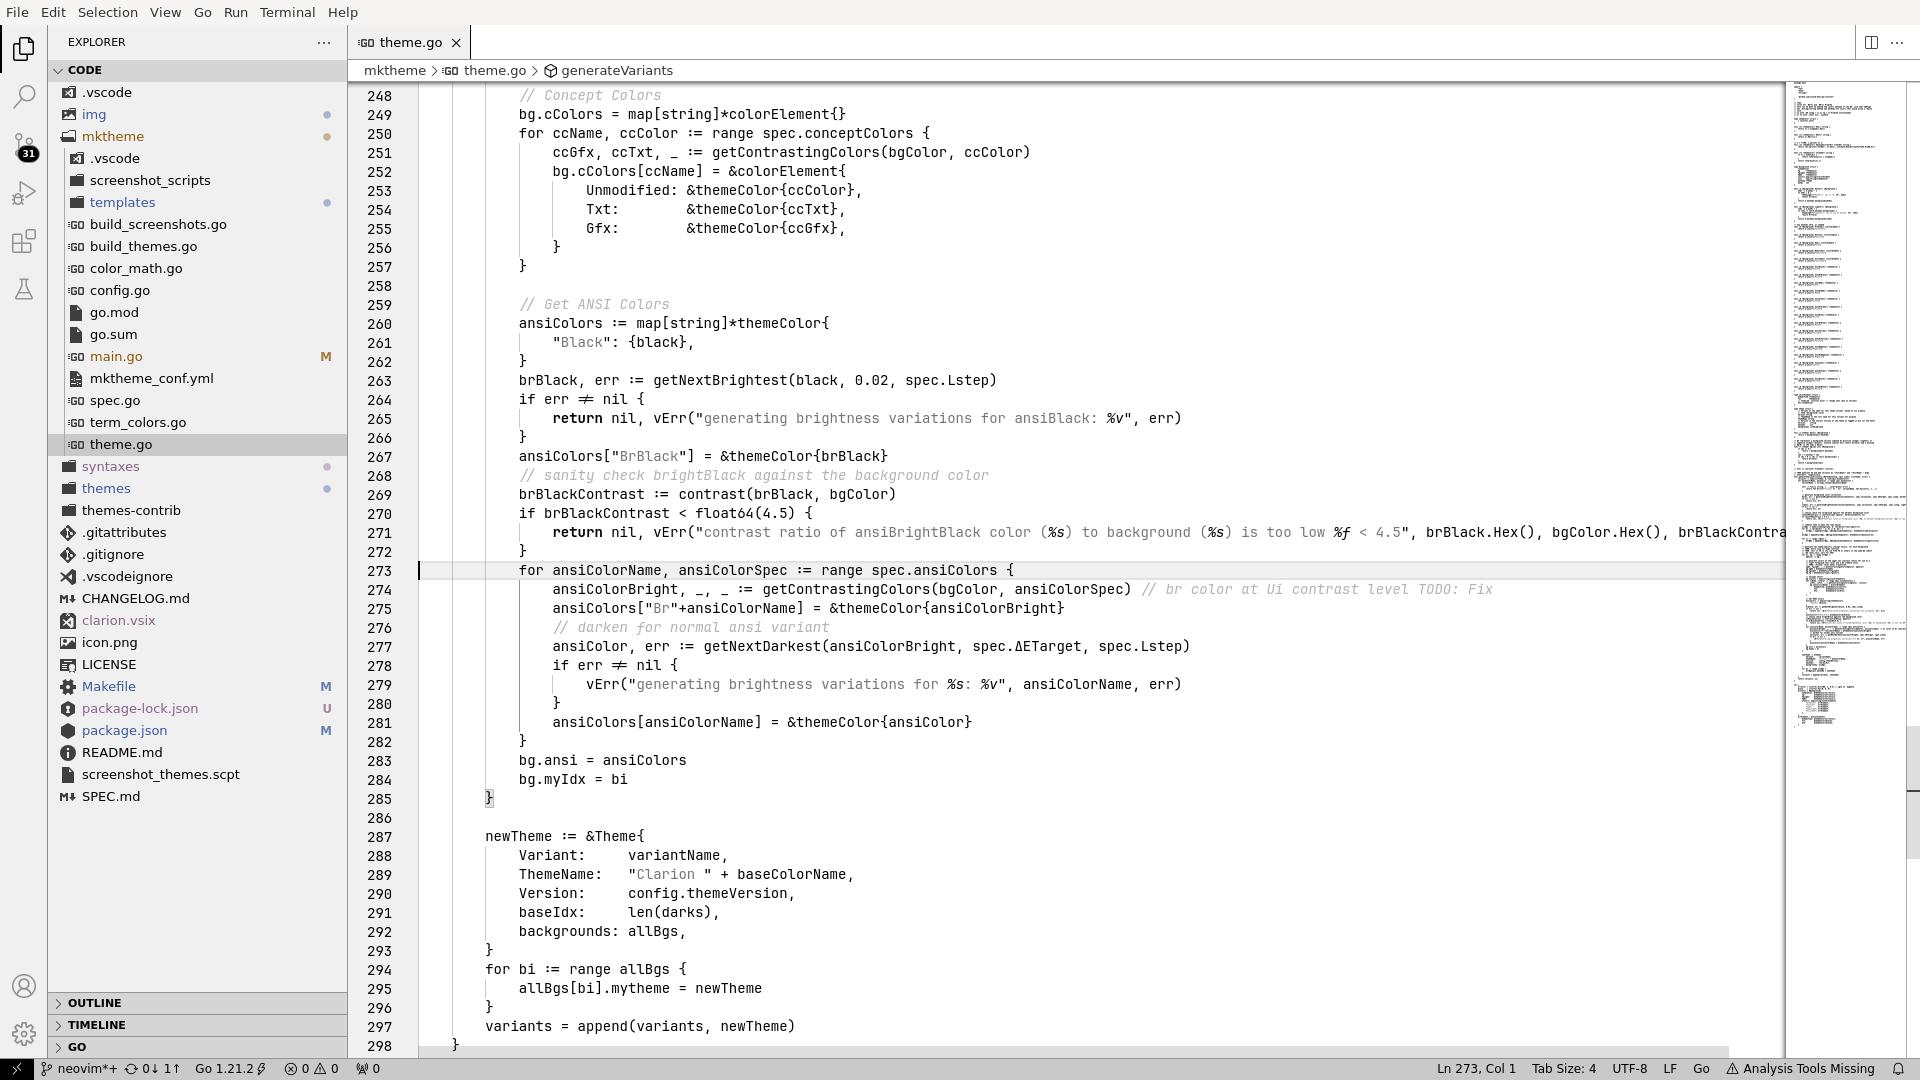 File Edit Selection View Go Run Terminal Help
EXPLORER
theme.go
CODE
mktheme > theme.go > generateVariants
.vscode
img
mktheme
.vscode
screenshot_scripts
templates
build_screenshots.go
build_themes.go
color_math.go
config.go
go.mod
go.sum
main.go M
mktheme_conf.yml
spec.go
term_colors.go
theme.go
syntaxes
themes
themes-contrib
.gitattributes
.gitignore
.vscodeignore
CHANGELOG.md
clarion.vsix
icon.png
LICENSE
Makefile M
package-lock.json U
package.json M
README.md
screenshot_themes.scpt
SPEC.md
OUTLINE
TIMELINE
GO
31
248 // Concept Colors
249 bg.cColors = map[string]*colorElement{}
250 for ccName, ccColor := range spec.conceptColors {
251 ccGfx, ccTxt, _ := getContrastingColors(bgColor, ccColor)
252 bg.cColors[ccName] = &colorElement{
253 Unmodified: &themeColor{ccColor},
254 Txt: &themeColor{ccTxt},
255 Gfx: &themeColor{ccGfx},
256 }
257 }
258
259 // Get ANSI Colors
260 ansiColors := map[string]*themeColor{
261 "Black": {black},
262 }
263 brBlack, err := getNextBrightest(black, 0.02, spec.Lstep)
264 if err != nil {
265 return nil, vErr("generating brightness variations for ansiBlack: %v", err)
266 }
267 ansiColors["BrBlack"] = &themeColor{brBlack}
268 // sanity check brightBlack against the background color
269 brBlackContrast := contrast(brBlack, bgColor)
270 if brBlackContrast < float64(4.5) {
271 return nil, vErr("contrast ratio of ansiBrightBlack color (%s) to background (%s) is too low %f < 4.5", brBlack.Hex(), bgColor.Hex(), brBlackContra
272 }
273 for ansiColorName, ansiColorSpec := range spec.ansiColors {
274 ansiColorBright, _, _ := getContrastingColors(bgColor, ansiColorSpec) // br color at Ui contrast level TODO: Fix
275 ansiColors["Br"+ansiColorName] = &themeColor{ansiColorBright}
276 // darken for normal ansi variant
277 ansiColor, err := getNextDarkest(ansiColorBright, spec.ΔETarget, spec.Lstep)
278 if err != nil {
279 vErr("generating brightness variations for %s: %v", ansiColorName, err)
280 }
281 ansiColors[ansiColorName] = &themeColor{ansiColor}
282 }
283 bg.ansi = ansiColors
284 bg.myIdx = bi
285 }
286
287 newTheme := &Theme{
288 Variant: variantName,
289 ThemeName: "Clarion " + baseColorName,
290 Version: config.themeVersion,
291 baseIdx: len(darks),
292 backgrounds: allBgs,
293 }
294 for bi := range allBgs {
295 allBgs[bi].mytheme = newTheme
296 }
297 variants = append(variants, newTheme)
298 }
neovim*+ 0↓ 1↑ Go 1.21.2 0 0 0 Ln 273, Col 1 Tab Size: 4 UTF-8 LF Go Analysis Tools Missing